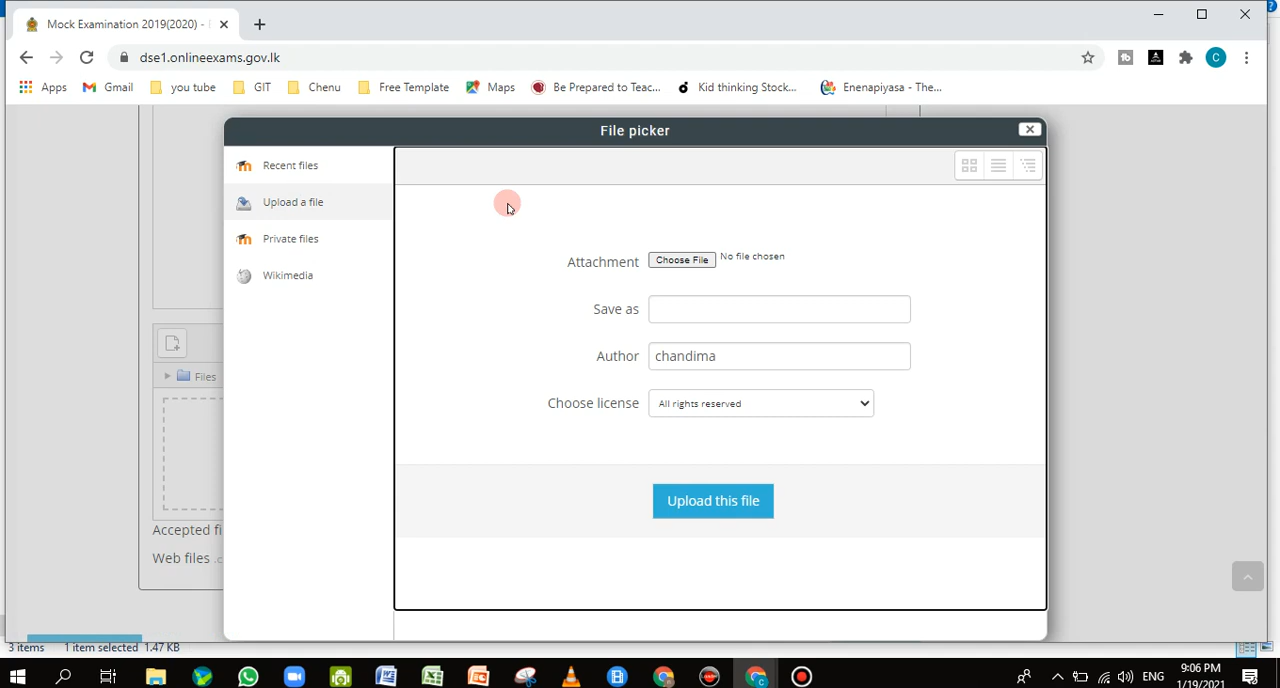 Mock Examination 2019(2020) -
dse1.onlineexams.gov.lk
Apps Gmail you tube GIT Chenu Free Template Maps Be Prepared to Teac... Kid thinking Stock... Enenapiyasa - The...
File picker
Recent files
Upload a file
Private files
Wikimedia
Attachment Choose File No file chosen
Save as
Author chandima
Choose license All rights reserved
Upload this file
Files
Accepted fi
Web files .c
3 items 1 item selected 1.47 KB
ENG
9:06 PM
1/19/2021